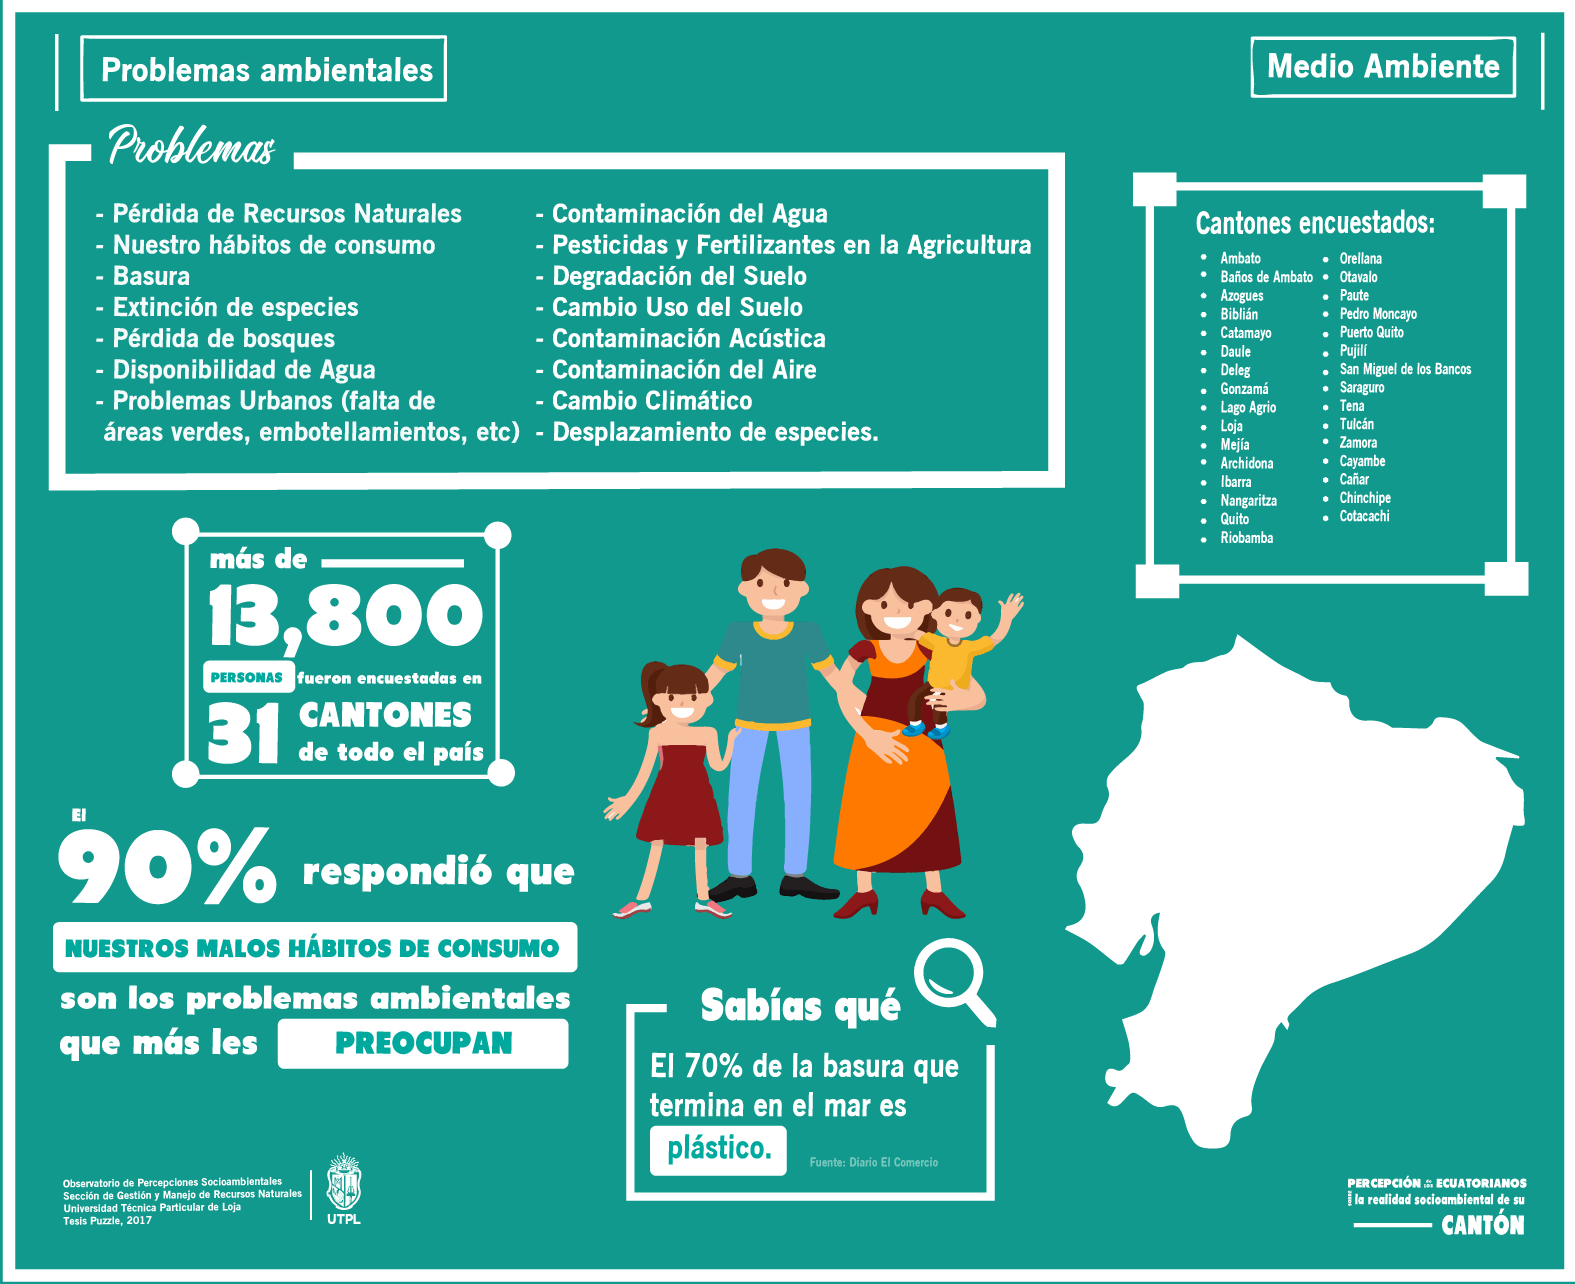 Problemas ambientales
Medio Ambiente
Problemas
- Pérdida de Recursos Naturales
- Nuestro hábitos de consumo
- Basura
- Extinción de especies
- Pérdida de bosques
- Disponibilidad de Agua
- Problemas Urbanos (falta de
áreas verdes, embotellamientos, etc)
- Contaminación del Agua
- Pesticidas y Fertilizantes en la Agricultura
- Degradación del Suelo
- Cambio Uso del Suelo
- Contaminación Acústica
- Contaminación del Aire
- Cambio Climático
- Desplazamiento de especies.
Cantones encuestados:
• Ambato
• Baños de Ambato
• Azogues
• Biblián
• Catamayo
• Daule
• Deleg
• Gonzamá
• Lago Agrio
• Loja
• Mejía
• Archidona
• Ibarra
• Nangaritza
• Quito
• Riobamba
• Orellana
• Otavalo
• Paute
• Pedro Moncayo
• Puerto Quito
• Pujilí
• San Miguel de los Bancos
• Saraguro
• Tena
• Tulcán
• Zamora
• Cayambe
• Cañar
• Chinchipe
• Cotacachi
más de
13,800
PERSONAS fueron encuestadas en
31 CANTONES
de todo el país
El
90% respondió que
NUESTROS MALOS HÁBITOS DE CONSUMO
son los problemas ambientales
que más les PREOCUPAN
Sabías qué
El 70% de la basura que
termina en el mar es
plástico.
Fuente: Diario El Comercio
Observatorio de Percepciones Socioambientales
Sección de Gestión y Manejo de Recursos Naturales
Universidad Técnica Particular de Loja
Tesis Puzzle, 2017
UTPL
PERCEPCIÓN de los ECUATORIANOS
la realidad socioambiental de su
CANTÓN